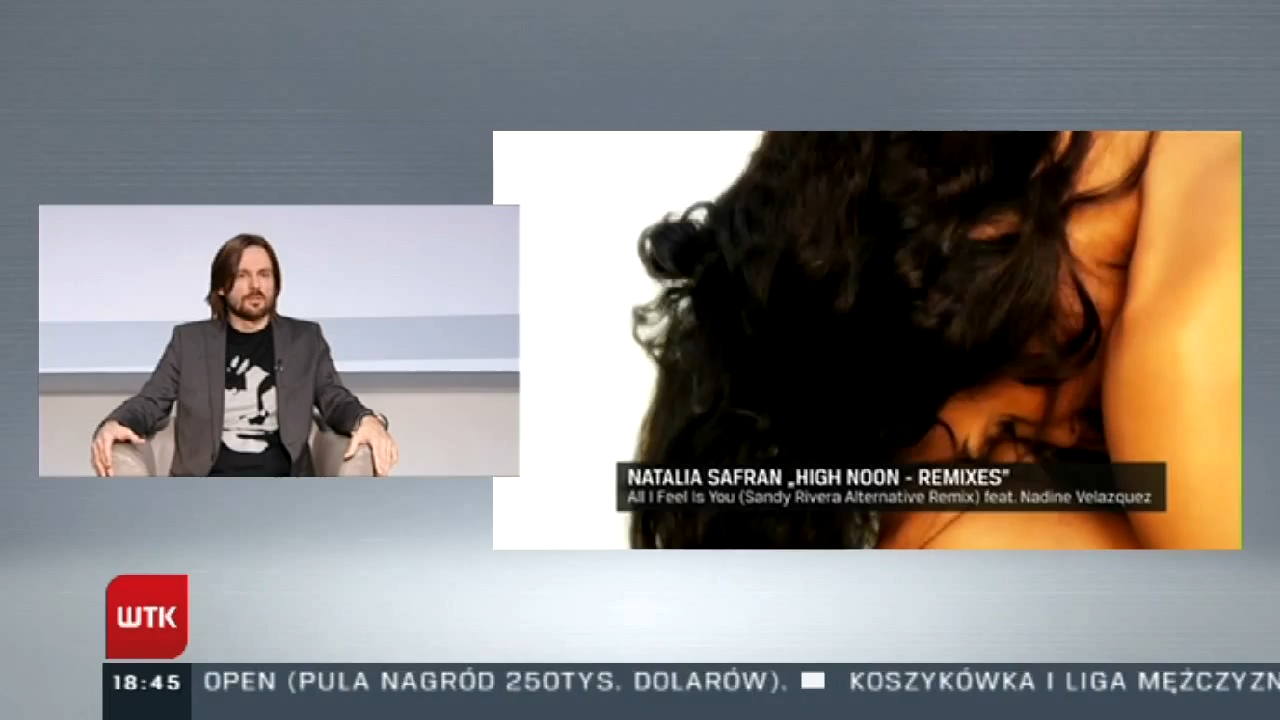 NATALIA SAFRAN „HIGH NOON - REMIXES”
All I Feel Is You (Sandy Rivera Alternative Remix) feat. Nadine Velazquez
WTK
18:45 OPEN (PULA NAGRÓD 250TYS. DOLARÓW). KOSZYKÓWKA I LIGA MĘŻCZYZN